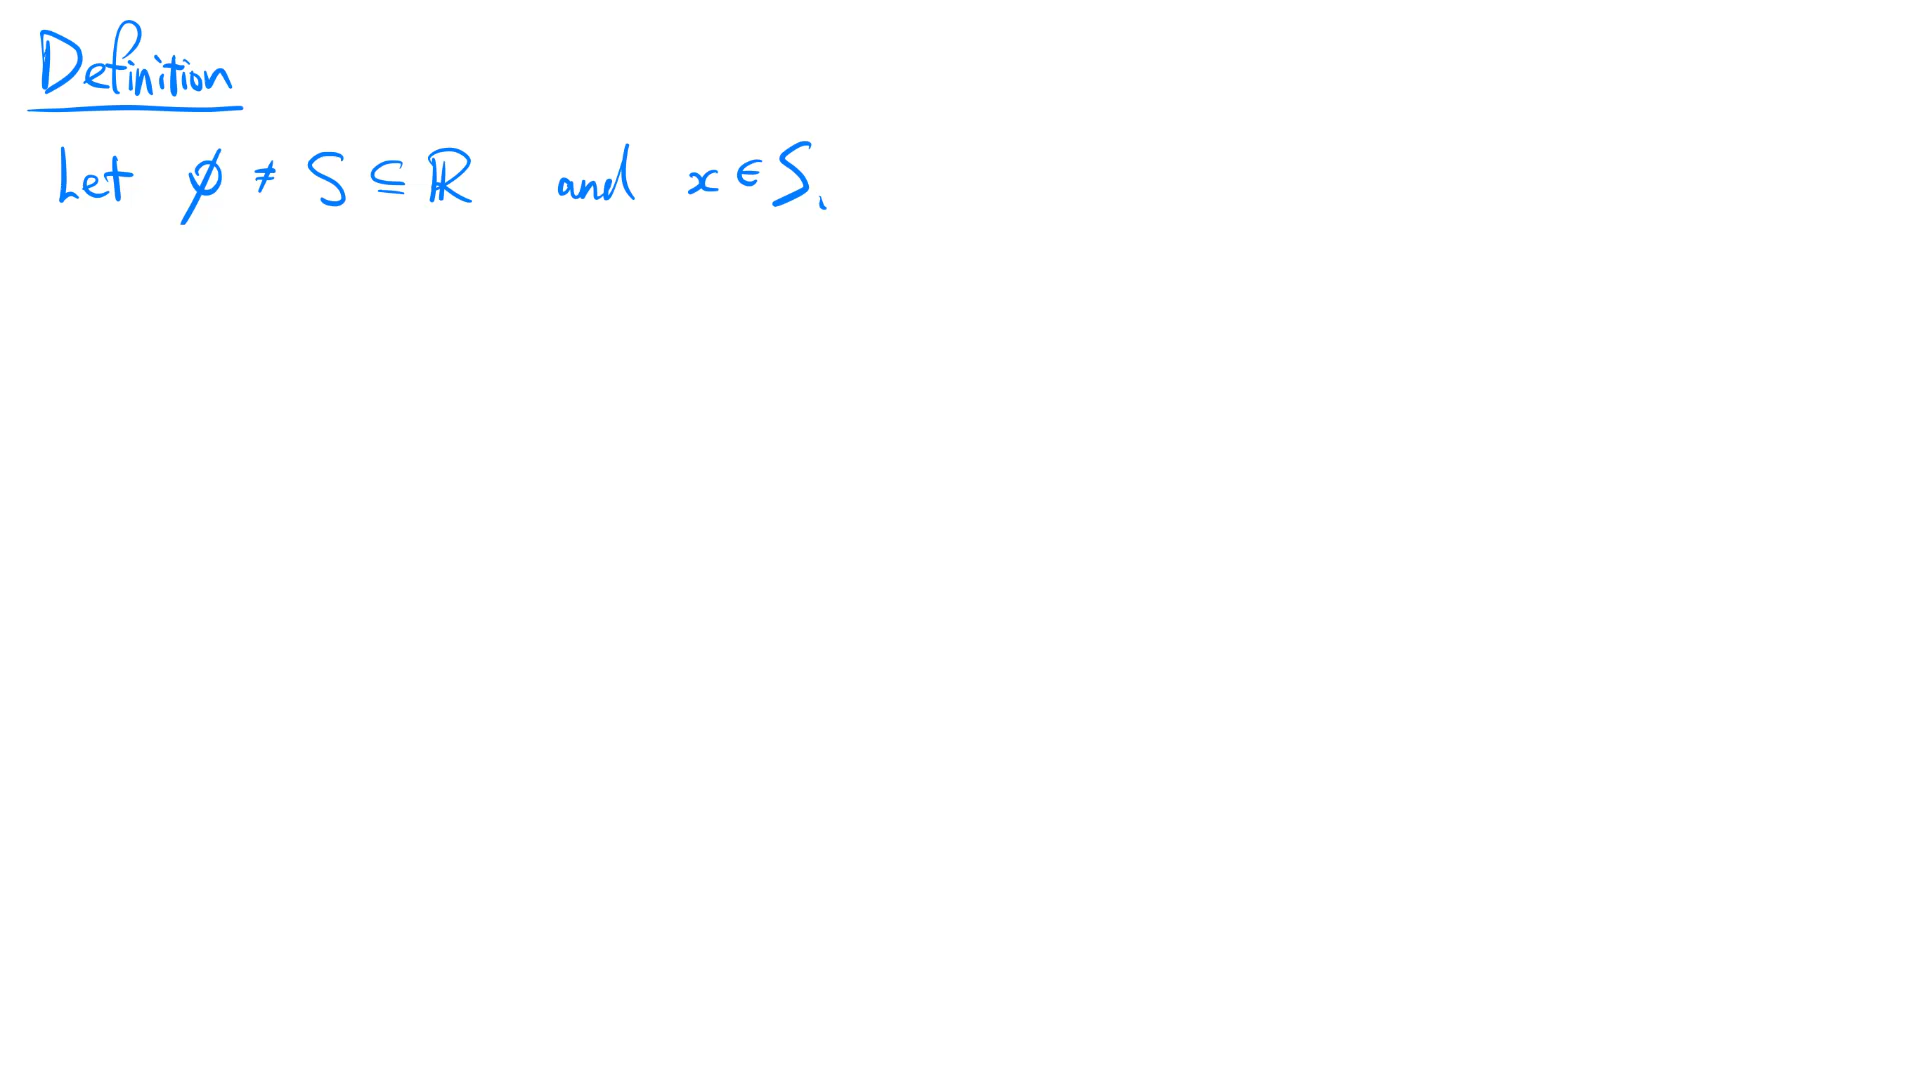 Definition
Let ϕ ≠ S ⊆ ℝ and x ∈ S.